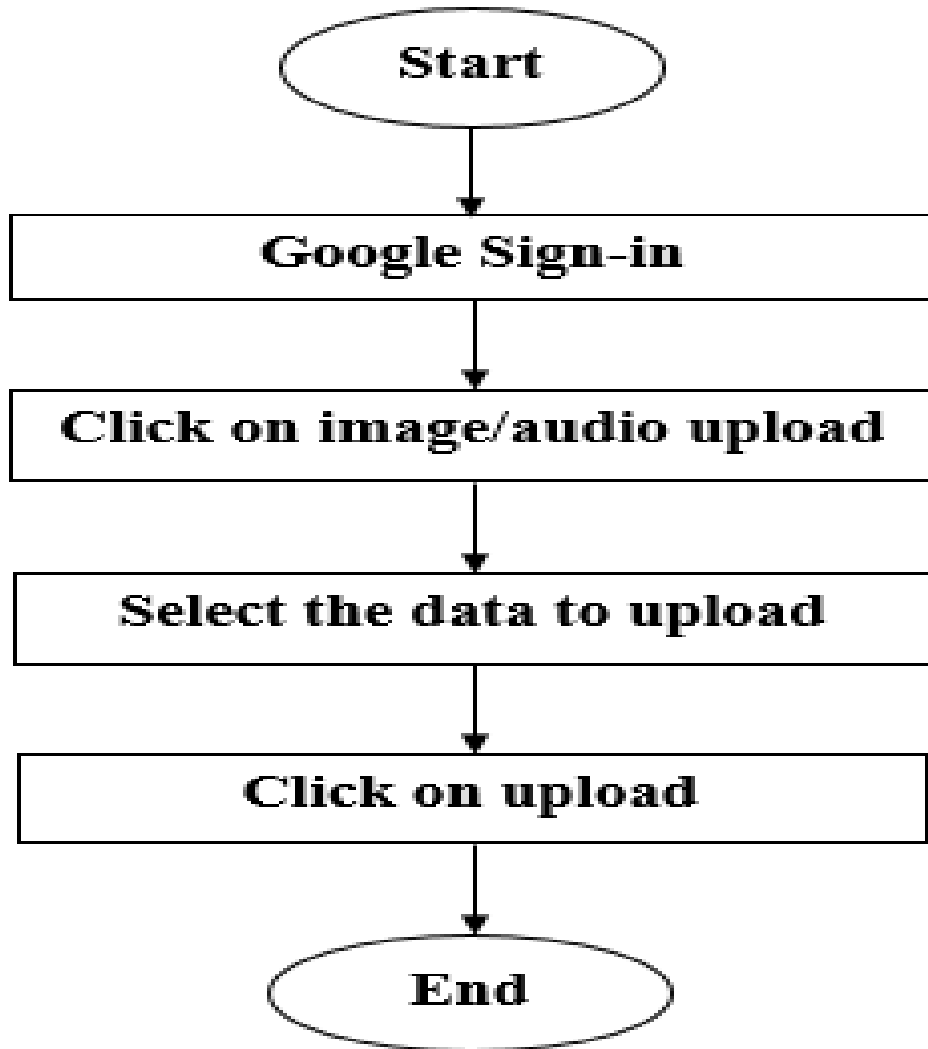 Start
Google Sign-in
Click on image/audio upload
Select the data to upload
Click on upload
End